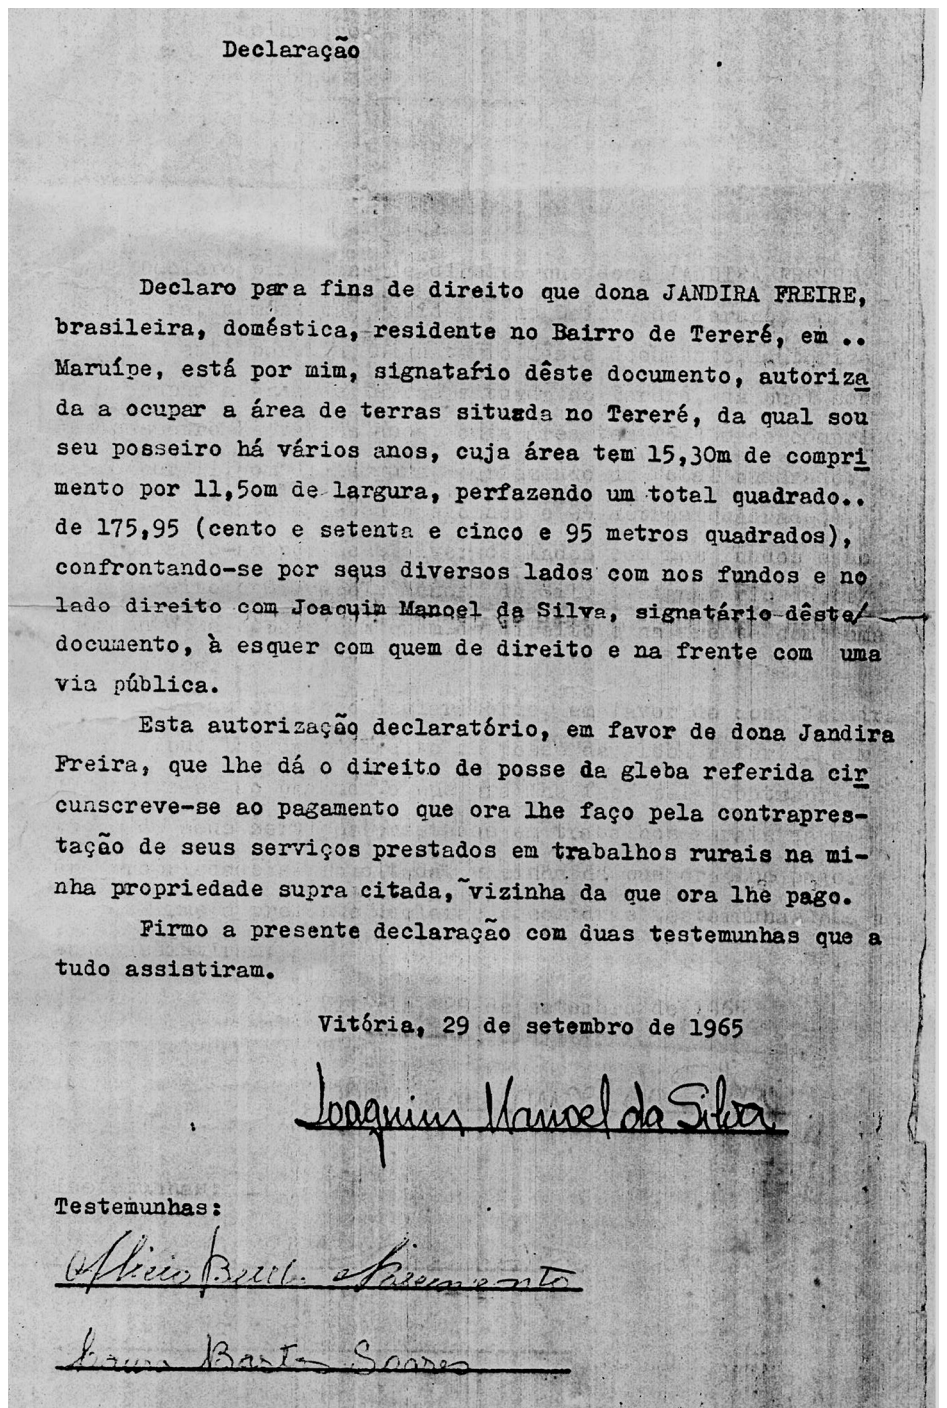 Declaração
Declaro para fins de direito que dona JANDIRA FREIRE,
brasileira, doméstica, residente no Bairro de Tereré, em ..
Maruípe, está por mim, signatário dêste documento, autoriza
da a ocupar a área de terras situada no Tereré, da qual sou
seu posseiro há vários anos, cuja área tem 15,30m de compri
mento por 11,5om de largura, perfazendo um total quadrado..
de 175,95 (cento e setenta e cinco e 95 metros quadrados),
confrontando-se por seus diversos lados com nos fundos e no
lado direito com Joaquim Manoel da Silva, signatário dêste/
documento, à esquer com quem de direito e na frente com uma
via pública.
Esta autorização declaratório, em favor de dona Jandira
Freira, que lhe dá o direito de posse da gleba referida cir
cunscreve-se ao pagamento que ora lhe faço pela contrapres-
tação de seus serviços prestados em trabalhos rurais na mi-
nha propriedade supra citada, vizinha da que ora lhe pago.
Firmo a presente declaração com duas testemunhas que a
tudo assistiram.
Vitória, 29 de setembro de 1965
Joaquim Manoel da Silva
Testemunhas:
Nascimento
Bastos Soares